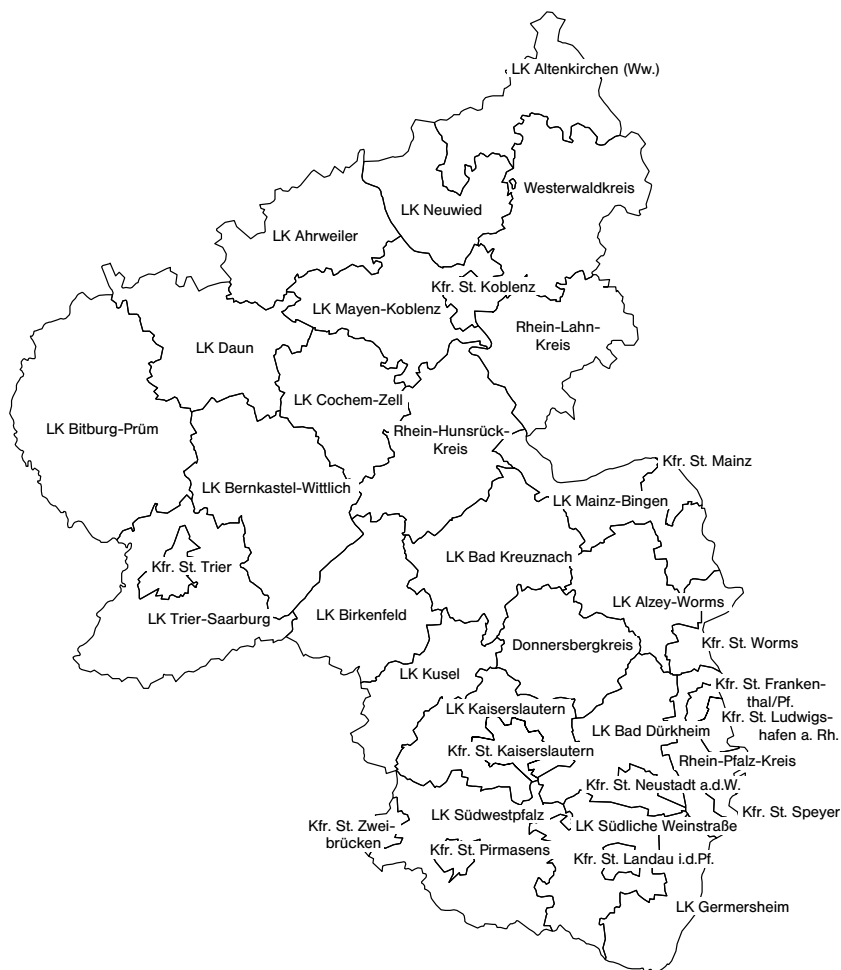 LK Altenkirchen (Ww.)
Westerwaldkreis
LK Neuwied
LK Ahrweiler
Kfr. St. Koblenz
LK Mayen-Koblenz
Rhein-Lahn-
Kreis
LK Daun
LK Cochem-Zell
LK Bitburg-Prüm
Rhein-Hunsrück-
Kreis
Kfr. St. Mainz
LK Bernkastel-Wittlich
LK Mainz-Bingen
LK Bad Kreuznach
Kfr. St. Trier
LK Alzey-Worms
LK Trier-Saarburg
LK Birkenfeld
Donnersbergkreis
Kfr. St. Worms
LK Kusel
Kfr. St. Franken-
thal/Pf.
LK Kaiserslautern
Kfr. St. Ludwigs-
hafen a. Rh.
LK Bad Dürkheim
Kfr. St. Kaiserslautern
Rhein-Pfalz-Kreis
Kfr. St. Neustadt a.d.W.
Kfr. St. Speyer
LK Südwestpfalz
LK Südliche Weinstraße
Kfr. St. Zwei-
brücken
Kfr. St. Pirmasens
Kfr. St. Landau i.d.Pf.
LK Germersheim